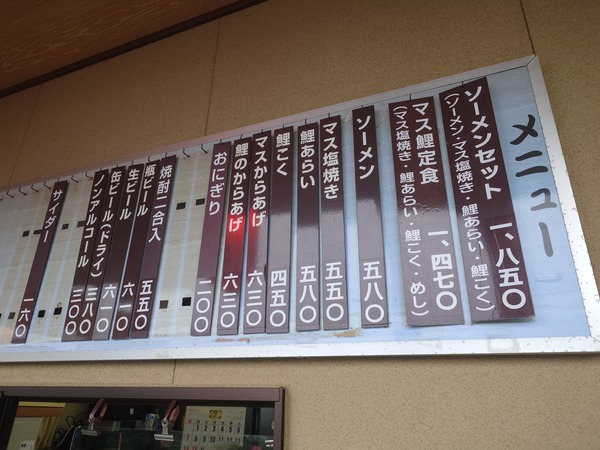 メニュー
ソーメンセット 一、八五〇
(ソーメン・マス塩焼き・鯉あらい・鯉こく)
マス鯉定食 一、四七〇
(マス塩焼き・鯉あらい・鯉こく・めし)
ソーメン 五八〇
マス塩焼き 五五〇
鯉あらい 五八〇
鯉こく 四五〇
マスからあげ 六三〇
鯉のからあげ 六三〇
おにぎり 二〇〇
焼酎二合入 五五〇
瓶ビール 六一〇
生ビール 六一〇
缶ビール(ドライ) 三八〇
ノンアルコール 三〇〇
サイダー 一六〇